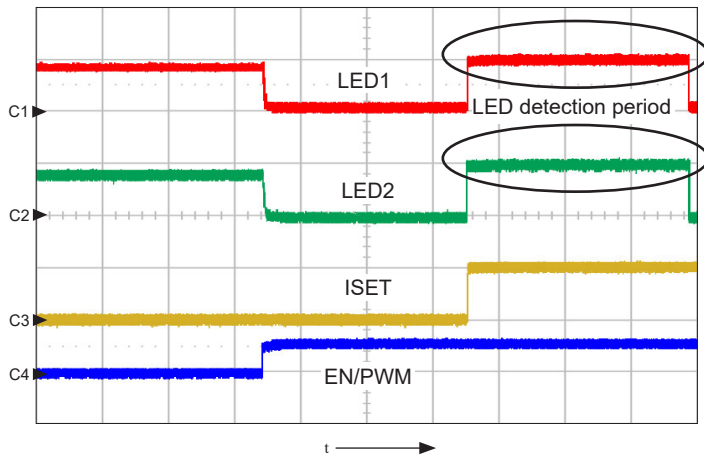 C1
LED1
LED detection period
C2
LED2
C3
ISET
C4
EN/PWM
t